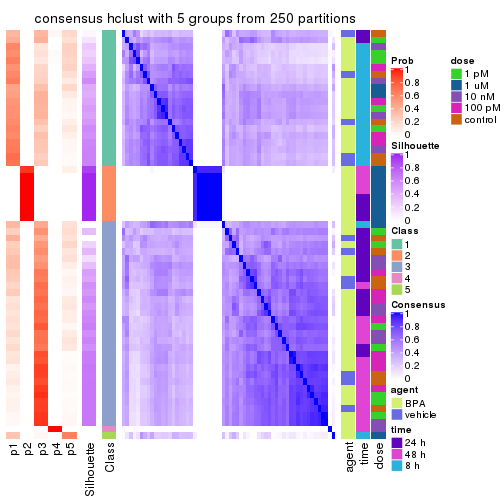 consensus hclust with 5 groups from 250 partitions
Prob
1
0.8
0.6
0.4
0.2
0
dose
1 pM
1 uM
10 nM
100 pM
control
Silhouette
1
0.8
0.6
0.4
0.2
0
Class
1
2
3
4
5
Consensus
1
0.8
0.6
0.4
0.2
0
agent
BPA
vehicle
time
24 h
48 h
8 h
p1
p2
p3
p4
p5
Silhouette
Class
agent
time
dose